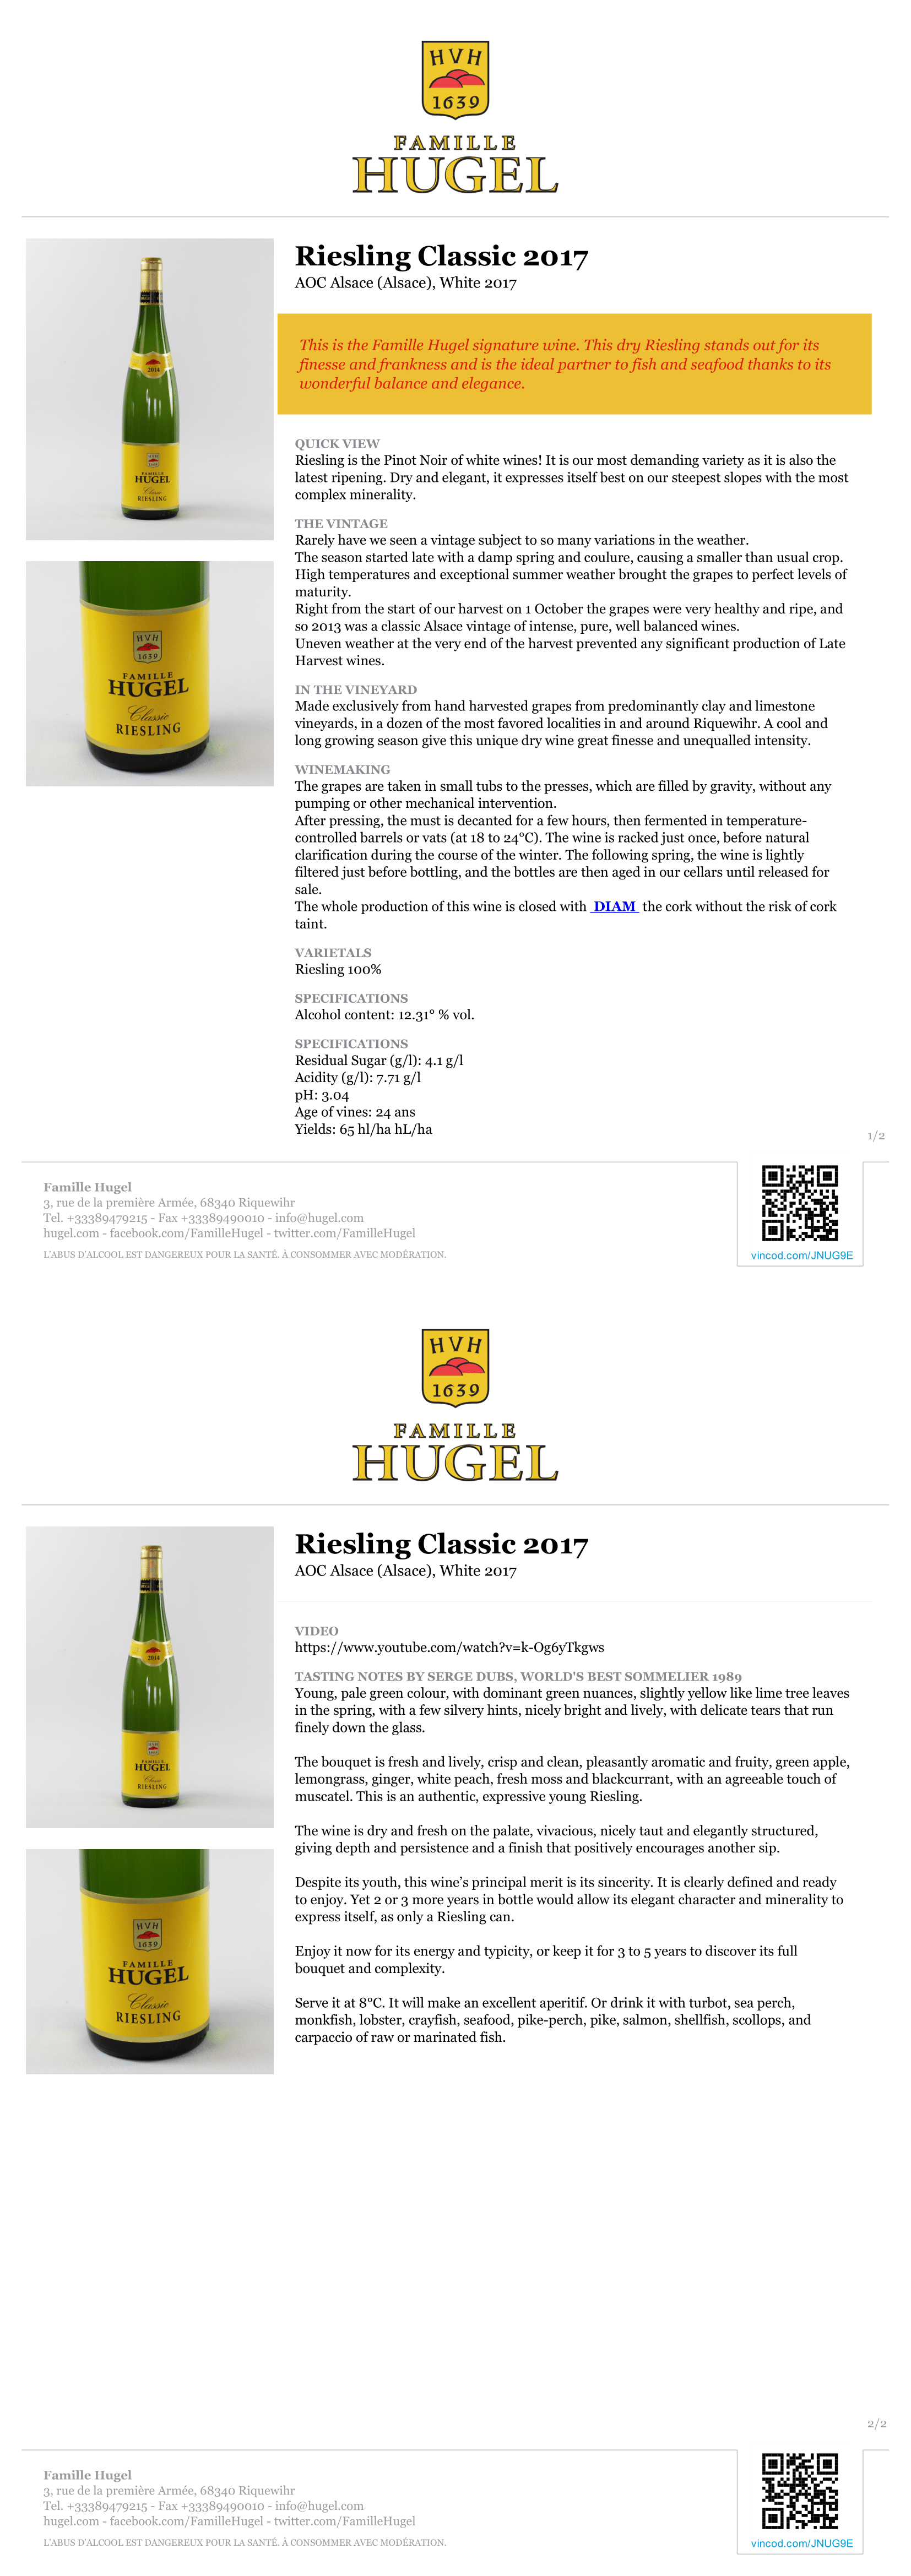 HVH
1639
FAMILLE
HUGEL
Riesling Classic 2017
AOC Alsace (Alsace), White 2017
This is the Famille Hugel signature wine. This dry Riesling stands out for its
finesse and frankness and is the ideal partner to fish and seafood thanks to its
wonderful balance and elegance.
2014
HVH
1639
FAMILLE
HUGEL
Classic
RIESLING
HVH
1639
FAMILLE
HUGEL
Classic
RIESLING
QUICK VIEW
Riesling is the Pinot Noir of white wines! It is our most demanding variety as it is also the
latest ripening. Dry and elegant, it expresses itself best on our steepest slopes with the most
complex minerality.
THE VINTAGE
Rarely have we seen a vintage subject to so many variations in the weather.
The season started late with a damp spring and coulure, causing a smaller than usual crop.
High temperatures and exceptional summer weather brought the grapes to perfect levels of
maturity.
Right from the start of our harvest on 1 October the grapes were very healthy and ripe, and
so 2013 was a classic Alsace vintage of intense, pure, well balanced wines.
Uneven weather at the very end of the harvest prevented any significant production of Late
Harvest wines.
IN THE VINEYARD
Made exclusively from hand harvested grapes from predominantly clay and limestone
vineyards, in a dozen of the most favored localities in and around Riquewihr. A cool and
long growing season give this unique dry wine great finesse and unequalled intensity.
WINEMAKING
The grapes are taken in small tubs to the presses, which are filled by gravity, without any
pumping or other mechanical intervention.
After pressing, the must is decanted for a few hours, then fermented in temperature-
controlled barrels or vats (at 18 to 24°C). The wine is racked just once, before natural
clarification during the course of the winter. The following spring, the wine is lightly
filtered just before bottling, and the bottles are then aged in our cellars until released for
sale.
The whole production of this wine is closed with DIAM the cork without the risk of cork
taint.
VARIETALS
Riesling 100%
SPECIFICATIONS
Alcohol content: 12.31° % vol.
SPECIFICATIONS
Residual Sugar (g/l): 4.1 g/l
Acidity (g/l): 7.71 g/l
pH: 3.04
Age of vines: 24 ans
Yields: 65 hl/ha hL/ha
1/2
Famille Hugel
3, rue de la première Armée, 68340 Riquewihr
Tel. +33389479215 - Fax +33389490010 - info@hugel.com
hugel.com - facebook.com/FamilleHugel - twitter.com/FamilleHugel
L'ABUS D'ALCOOL EST DANGEREUX POUR LA SANTÉ. À CONSOMMER AVEC MODÉRATION.
vincod.com/JNUG9E
HVH
1639
FAMILLE
HUGEL
Riesling Classic 2017
AOC Alsace (Alsace), White 2017
2014
HVH
1639
FAMILLE
HUGEL
Classic
RIESLING
HVH
1639
FAMILLE
HUGEL
Classic
RIESLING
VIDEO
https://www.youtube.com/watch?v=k-Og6yTkgws
TASTING NOTES BY SERGE DUBS, WORLD'S BEST SOMMELIER 1989
Young, pale green colour, with dominant green nuances, slightly yellow like lime tree leaves
in the spring, with a few silvery hints, nicely bright and lively, with delicate tears that run
finely down the glass.
The bouquet is fresh and lively, crisp and clean, pleasantly aromatic and fruity, green apple,
lemongrass, ginger, white peach, fresh moss and blackcurrant, with an agreeable touch of
muscatel. This is an authentic, expressive young Riesling.
The wine is dry and fresh on the palate, vivacious, nicely taut and elegantly structured,
giving depth and persistence and a finish that positively encourages another sip.
Despite its youth, this wine's principal merit is its sincerity. It is clearly defined and ready
to enjoy. Yet 2 or 3 more years in bottle would allow its elegant character and minerality to
express itself, as only a Riesling can.
Enjoy it now for its energy and typicity, or keep it for 3 to 5 years to discover its full
bouquet and complexity.
Serve it at 8°C. It will make an excellent aperitif. Or drink it with turbot, sea perch,
monkfish, lobster, crayfish, seafood, pike-perch, pike, salmon, shellfish, scollops, and
carpaccio of raw or marinated fish.
2/2
Famille Hugel
3, rue de la première Armée, 68340 Riquewihr
Tel. +33389479215 - Fax +33389490010 - info@hugel.com
hugel.com - facebook.com/FamilleHugel - twitter.com/FamilleHugel
L'ABUS D'ALCOOL EST DANGEREUX POUR LA SANTÉ. À CONSOMMER AVEC MODÉRATION.
vincod.com/JNUG9E